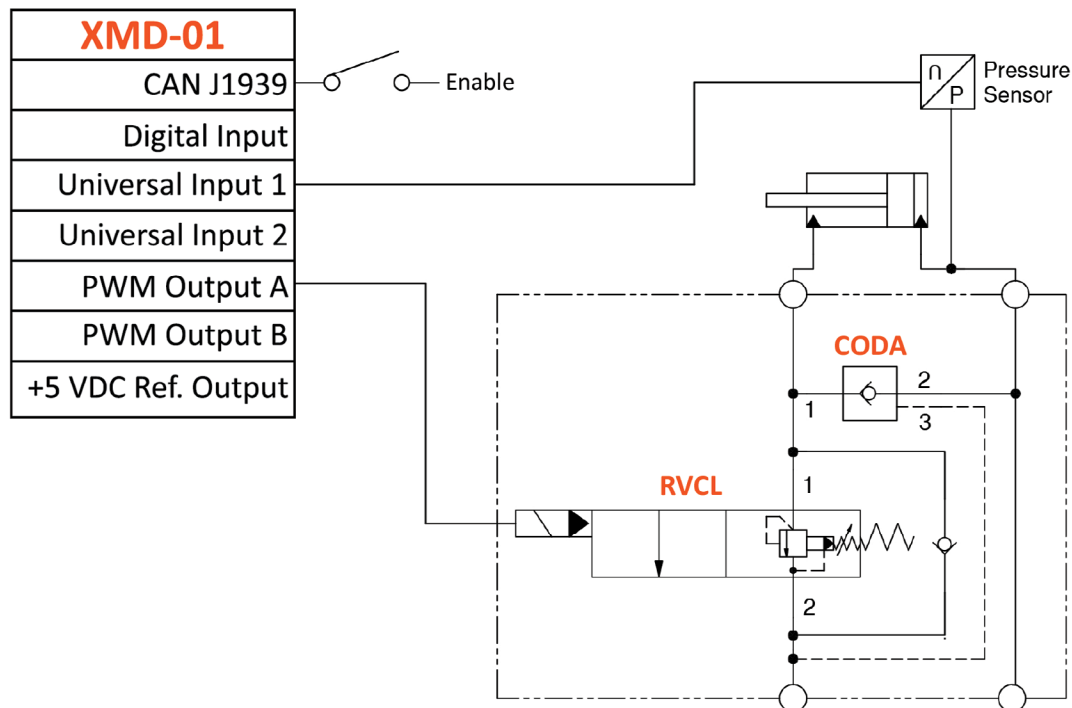 XMD-01
CAN J1939
Enable
Digital Input
Universal Input 1
Universal Input 2
PWM Output A
PWM Output B
+5 VDC Ref. Output
U
P
Pressure
Sensor
CODA
1
2
3
RVCL
1
2